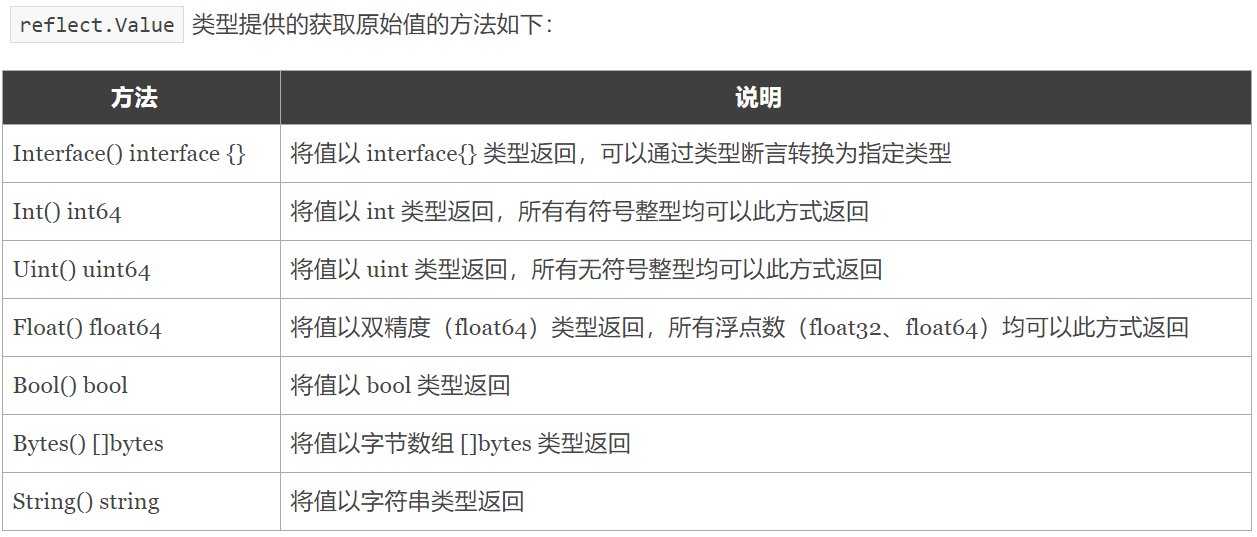 reflect.Value 类型提供的获取原始值的方法如下：
方法 说明
Interface() interface {} 将值以 interface{} 类型返回，可以通过类型断言转换为指定类型
Int() int64 将值以 int 类型返回，所有有符号整型均可以此方式返回
Uint() uint64 将值以 uint 类型返回，所有无符号整型均可以此方式返回
Float() float64 将值以双精度（float64）类型返回，所有浮点数（float32、float64）均可以此方式返回
Bool() bool 将值以 bool 类型返回
Bytes() []bytes 将值以字节数组 []bytes 类型返回
String() string 将值以字符串类型返回